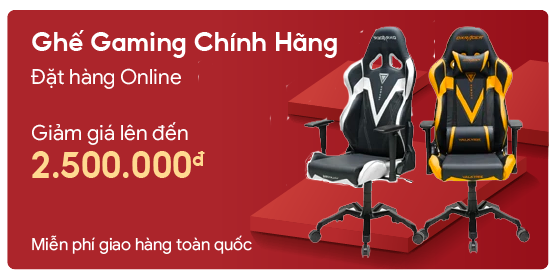 Ghế Gaming Chính Hãng
Đặt hàng Online
Giảm giá lên đến
2.500.000đ
Miễn phí giao hàng toàn quốc